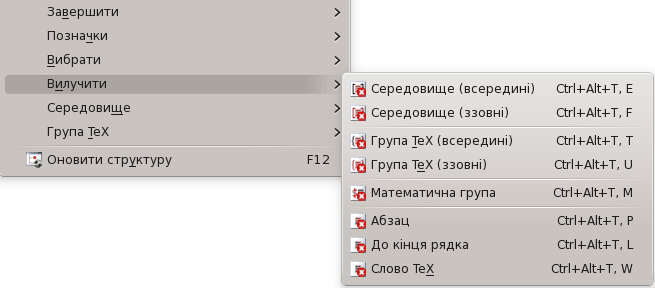 Завершити
Позначки
Вибрати
Вилучити
Середовище
Група TeX
Оновити структуру F12
Середовище (всередині) Ctrl+Alt+T, E
Середовище (ззовні) Ctrl+Alt+T, F
Група TeX (всередині) Ctrl+Alt+T, T
Група TeX (ззовні) Ctrl+Alt+T, U
Математична група Ctrl+Alt+T, M
Абзац Ctrl+Alt+T, P
До кінця рядка Ctrl+Alt+T, L
Слово TeX Ctrl+Alt+T, W